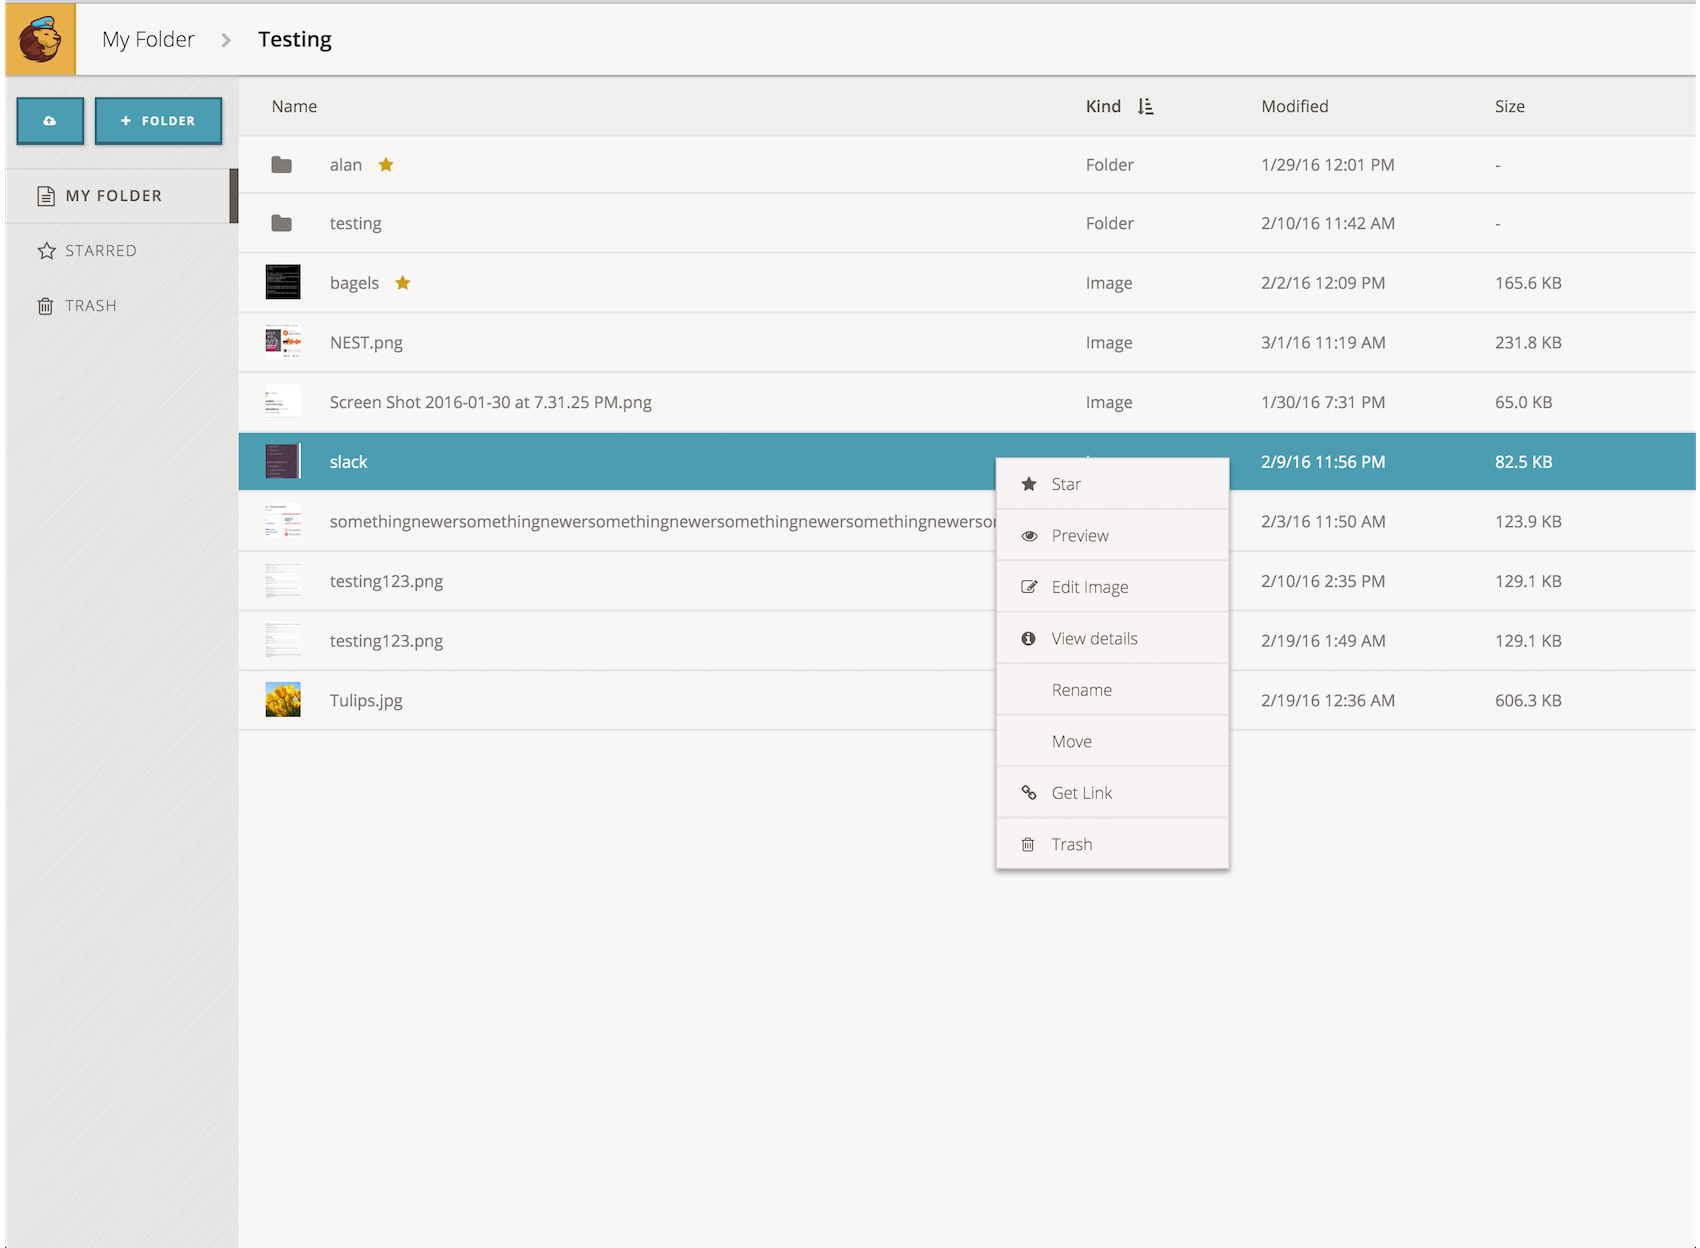 My Folder Testing
+ FOLDER
MY FOLDER
STARRED
TRASH
Name Kind Modified Size
alan Folder 1/29/16 12:01 PM -
testing Folder 2/10/16 11:42 AM -
bagels Image 2/2/16 12:09 PM 165.6 KB
NEST.png Image 3/1/16 11:19 AM 231.8 KB
Screen Shot 2016-01-30 at 7.31.25 PM.png Image 1/30/16 7:31 PM 65.0 KB
slack 2/9/16 11:56 PM 82.5 KB
somethingnewersomethingnewersomethingnewersomethingnewersomethingnewersor 2/3/16 11:50 AM 123.9 KB
testing123.png 2/10/16 2:35 PM 129.1 KB
testing123.png 2/19/16 1:49 AM 129.1 KB
Tulips.jpg 2/19/16 12:36 AM 606.3 KB
Star
Preview
Edit Image
View details
Rename
Move
Get Link
Trash